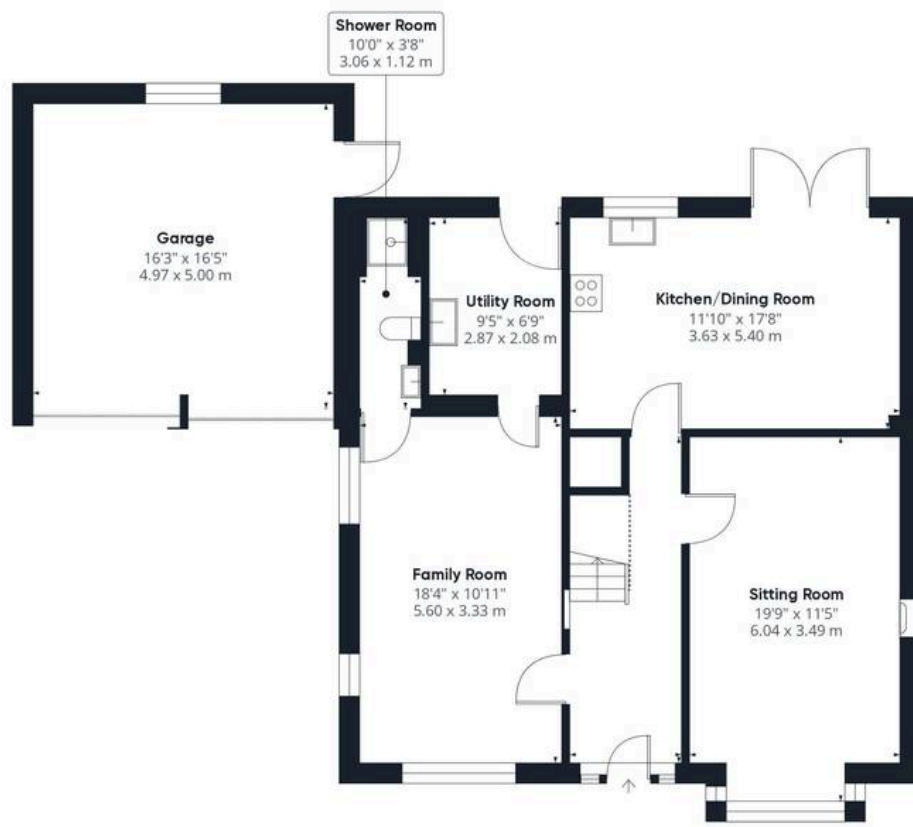 Shower Room
10'0" x 3'8"
3.06 x 1.12 m
Garage
16'3" x 16'5"
4.97 x 5.00 m
Utility Room
9'5" x 6'9"
2.87 x 2.08 m
Kitchen/Dining Room
11'10" x 17'8"
3.63 x 5.40 m
Family Room
18'4" x 10'11"
5.60 x 3.33 m
Sitting Room
19'9" x 11'5"
6.04 x 3.49 m